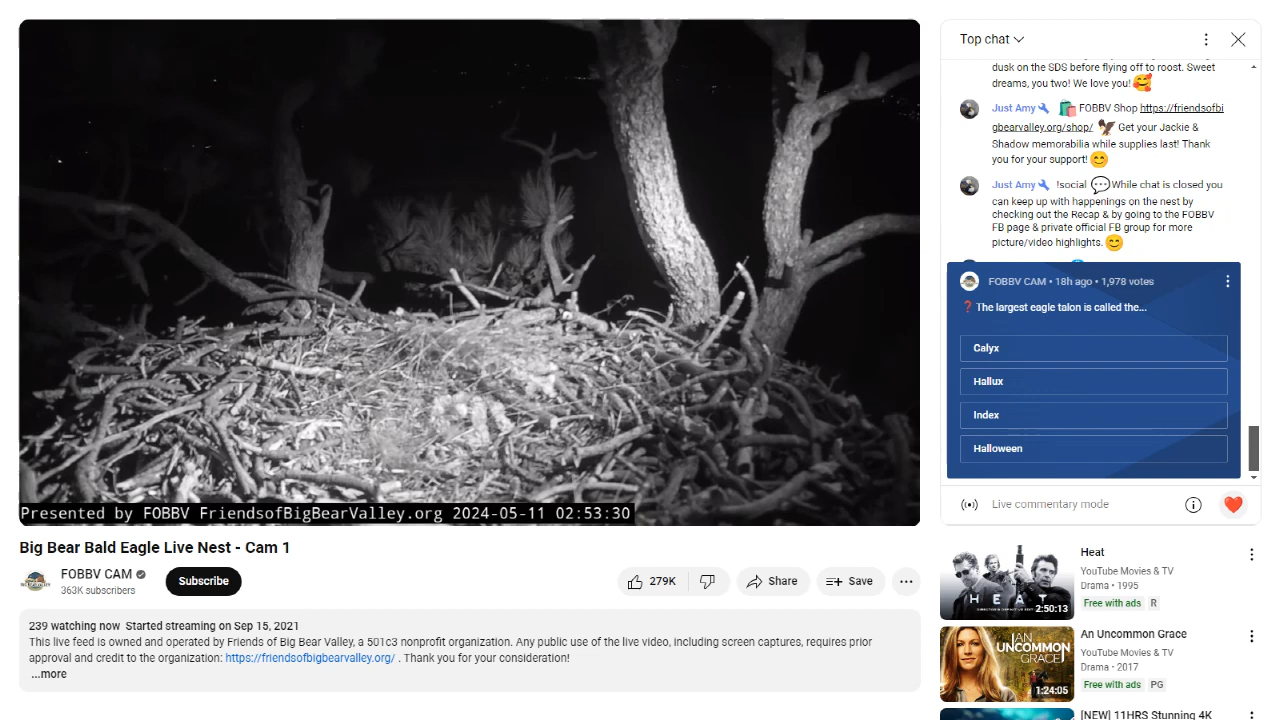 Presented by FOBBV FriendsofBigBearValley.org 2024-05-11 02:53:30
Big Bear Bald Eagle Live Nest - Cam 1
FOBBV CAM
363K subscribers
Subscribe
279K
Share
Save
239 watching now Started streaming on Sep 15, 2021
This live feed is owned and operated by Friends of Big Bear Valley, a 501c3 nonprofit organization. Any public use of the live video, including screen captures, requires prior
approval and credit to the organization: https://friendsofbigbearvalley.org/ . Thank you for your consideration!
...more
Top chat
dusk on the SDS before flying off to roost. Sweet
dreams, you two! We love you! 🥰
Just Amy 🔧 🛍️ FOBBV Shop https://friendsofbi
gbearvalley.org/shop/ 🦅 Get your Jackie &
Shadow memorabilia while supplies last! Thank
you for your support! 😊
Just Amy 🔧 !social 💬While chat is closed you
can keep up with happenings on the nest by
checking out the Recap & by going to the FOBBV
FB page & private official FB group for more
picture/video highlights. 😊
FOBBV CAM • 18h ago • 1,978 votes
❓ The largest eagle talon is called the...
Calyx
Hallux
Index
Halloween
Live commentary mode
HEAT
2:50:13
Heat
YouTube Movies & TV
Drama • 1995
Free with ads R
AN
UNCOMMON
GRACE
1:24:05
An Uncommon Grace
YouTube Movies & TV
Drama • 2017
Free with ads PG
[NEW] 11HRS Stunning 4K